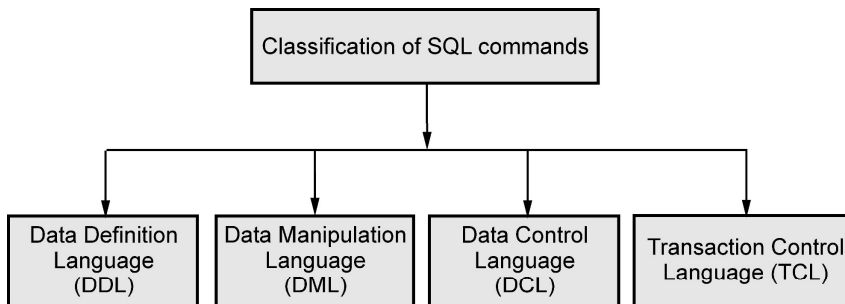 Classification of SQL commands
Data Definition
Language
(DDL)
Data Manipulation
Language
(DML)
Data Control
Language
(DCL)
Transaction Control
Language (TCL)